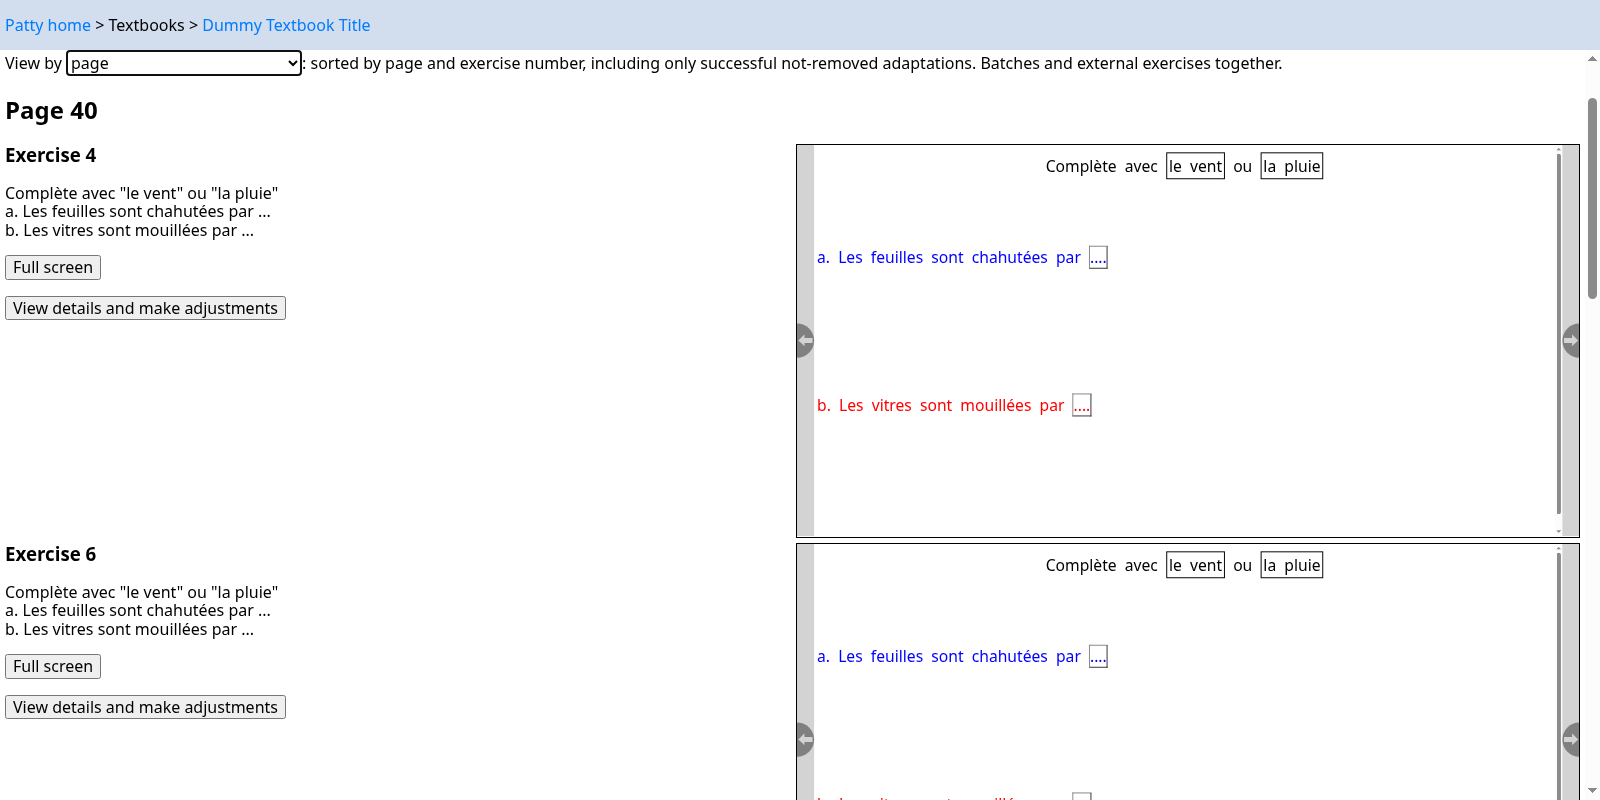 Patty home > Textbooks > Dummy Textbook Title
View by page : sorted by page and exercise number, including only successful not-removed adaptations. Batches and external exercises together.
Page 40
Exercise 4
Complète avec "le vent" ou "la pluie"
a. Les feuilles sont chahutées par ...
b. Les vitres sont mouillées par ...
Full screen
View details and make adjustments
Complète avec le vent ou la pluie
a. Les feuilles sont chahutées par ....
b. Les vitres sont mouillées par ....
Exercise 6
Complète avec "le vent" ou "la pluie"
a. Les feuilles sont chahutées par ...
b. Les vitres sont mouillées par ...
Full screen
View details and make adjustments
Complète avec le vent ou la pluie
a. Les feuilles sont chahutées par ....